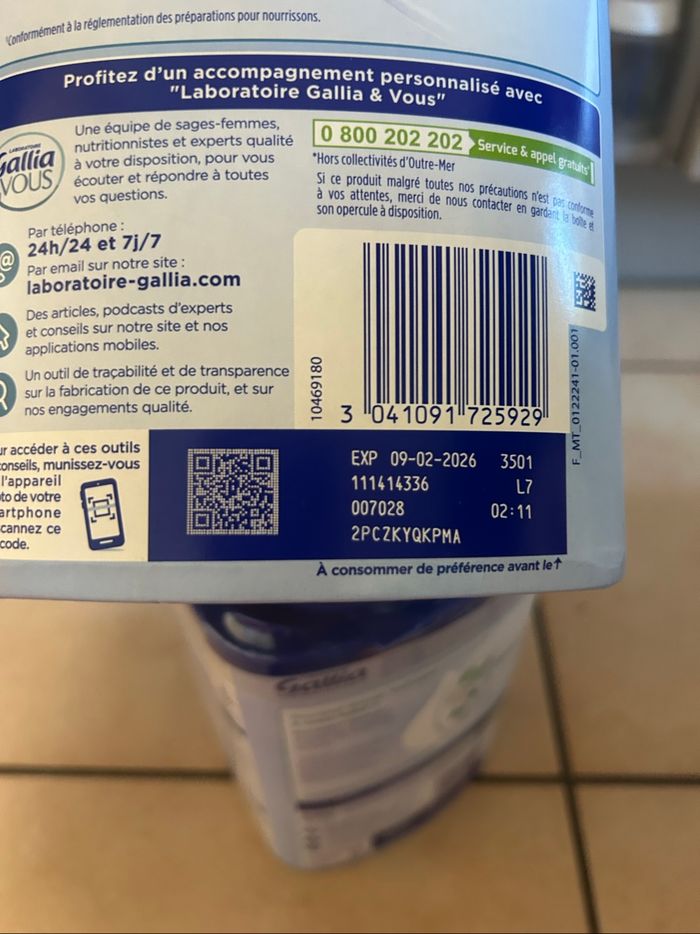 ¹Conformément à la réglementation des préparations pour nourrissons.
Profitez d'un accompagnement personnalisé avec
"Laboratoire Gallia & Vous"
LABORATOIRE
Gallia
&VOUS
Une équipe de sages-femmes,
nutritionnistes et experts qualité
à votre disposition, pour vous
écouter et répondre à toutes
vos questions.
Par téléphone :
24h/24 et 7j/7
Par email sur notre site :
laboratoire-gallia.com
Des articles, podcasts d'experts
et conseils sur notre site et nos
applications mobiles.
Un outil de traçabilité et de transparence
sur la fabrication de ce produit, et sur
nos engagements qualité.
ur accéder à ces outils
conseils, munissez-vous
l'appareil
oto de votre
artphone
scannez ce
code.
0 800 202 202 Service & appel gratuits*
*Hors collectivités d'Outre-Mer
Si ce produit malgré toutes nos précautions n'est pas conforme
à vos attentes, merci de nous contacter en gardant la boîte et
son opercule à disposition.
10469180
3 041091 725929
F_MT_0122241-01.001
EXP 09-02-2026 3501
111414336 L7
007028 02:11
2PCZKYQKPMA
À consommer de préférence avant le↑
Gallia